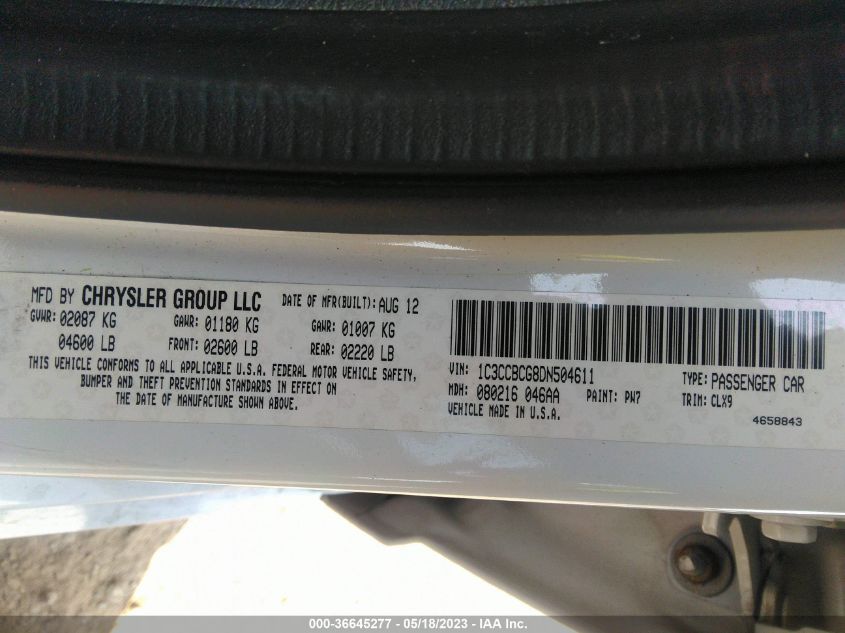 MFD BY CHRYSLER GROUP LLC DATE OF MFR(BUILT): AUG 12
GVWR: 02087 KG GAWR: 01180 KG GAWR: 01007 KG
04600 LB FRONT: 02600 LB REAR: 02220 LB
THIS VEHICLE CONFORMS TO ALL APPLICABLE U.S.A. FEDERAL MOTOR VEHICLE SAFETY,
BUMPER AND THEFT PREVENTION STANDARDS IN EFFECT ON
THE DATE OF MANUFACTURE SHOWN ABOVE.
VIN: 1C3CCBCG8DN504611 TYPE: PASSENGER CAR
MDH: 080216 046AA PAINT: PW7 TRIM: CLX9
VEHICLE MADE IN U.S.A. 4658843
000-36645277 - 05/18/2023 - IAA Inc.